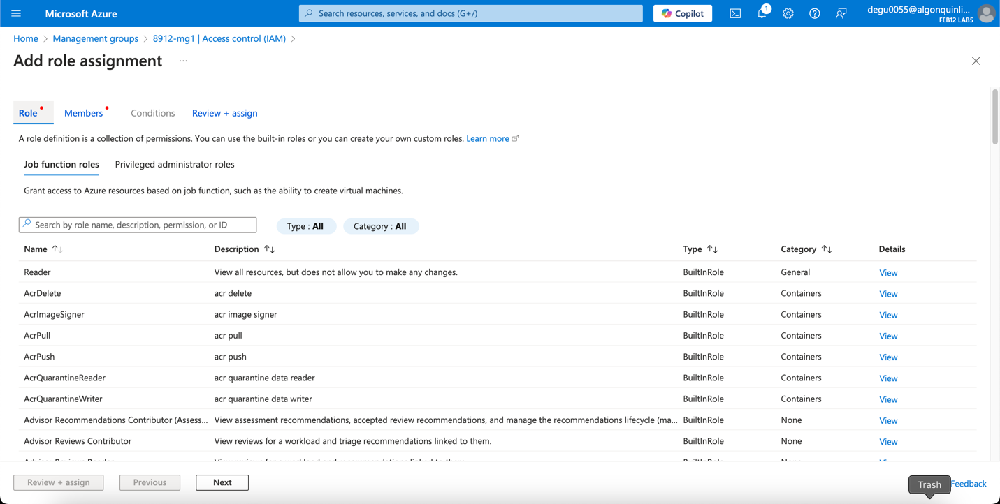 Microsoft Azure
Search resources, services, and docs (G+/)
Copilot
1
degu0055@algonquinli...
FEB12 LAB5
Home > Management groups > 8912-mg1 | Access control (IAM) >
Add role assignment ...
Role Members Conditions Review + assign
A role definition is a collection of permissions. You can use the built-in roles or you can create your own custom roles. Learn more
Job function roles Privileged administrator roles
Grant access to Azure resources based on job function, such as the ability to create virtual machines.
Search by role name, description, permission, or ID Type : All Category : All
Name Description Type Category Details
Reader View all resources, but does not allow you to make any changes. BuiltInRole General View
AcrDelete acr delete BuiltInRole Containers View
AcrImageSigner acr image signer BuiltInRole Containers View
AcrPull acr pull BuiltInRole Containers View
AcrPush acr push BuiltInRole Containers View
AcrQuarantineReader acr quarantine data reader BuiltInRole Containers View
AcrQuarantineWriter acr quarantine data writer BuiltInRole Containers View
Advisor Recommendations Contributor (Assess... View assessment recommendations, accepted review recommendations, and manage the recommendations lifecycle (ma... BuiltInRole None View
Advisor Reviews Contributor View reviews for a workload and triage recommendations linked to them. BuiltInRole None View
Review + assign Previous Next Trash Feedback